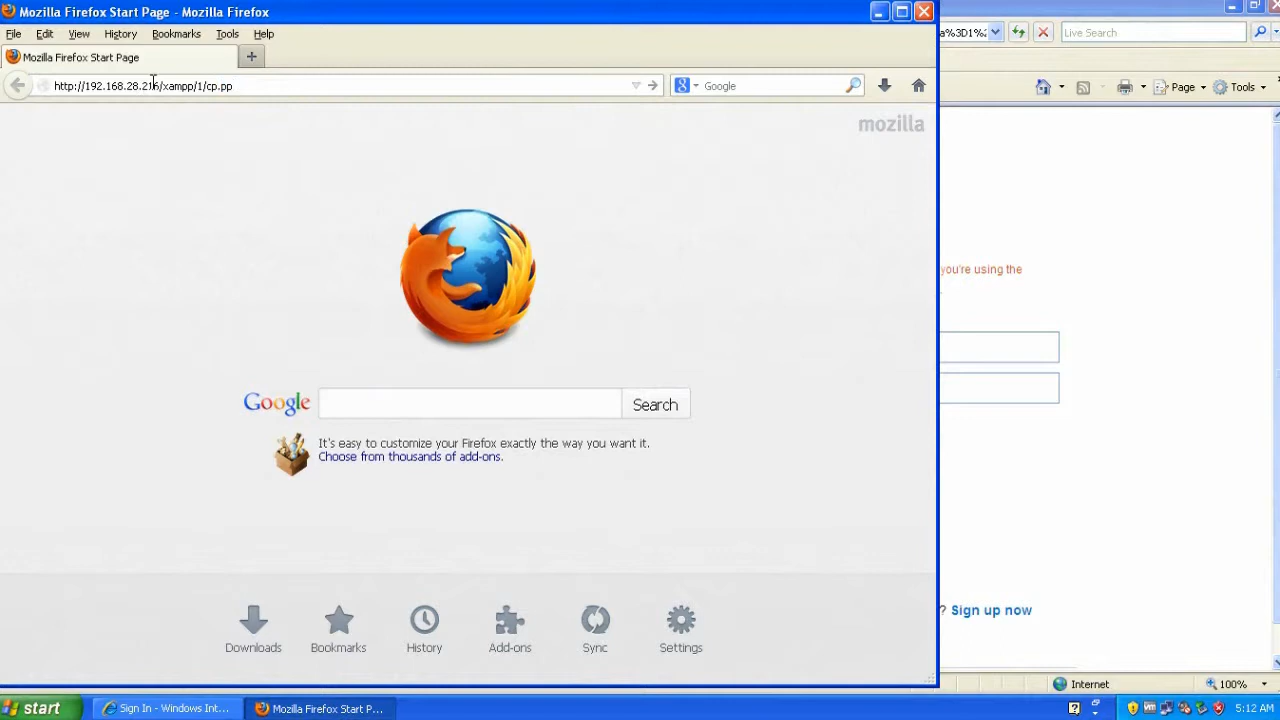 Mozilla Firefox Start Page - Mozilla Firefox
File Edit View History Bookmarks Tools Help
Live Search
Mozilla Firefox Start Page
http://192.168.28.216/xampp/1/cp.pp
Google
Page Tools
mozilla
you're using the
Google
Search
It's easy to customize your Firefox exactly the way you want it.
Choose from thousands of add-ons.
? Sign up now
Downloads Bookmarks History Add-ons Sync Settings
Internet 100%
start
Sign In - Windows Int...
Mozilla Firefox Start P...
5:12 AM